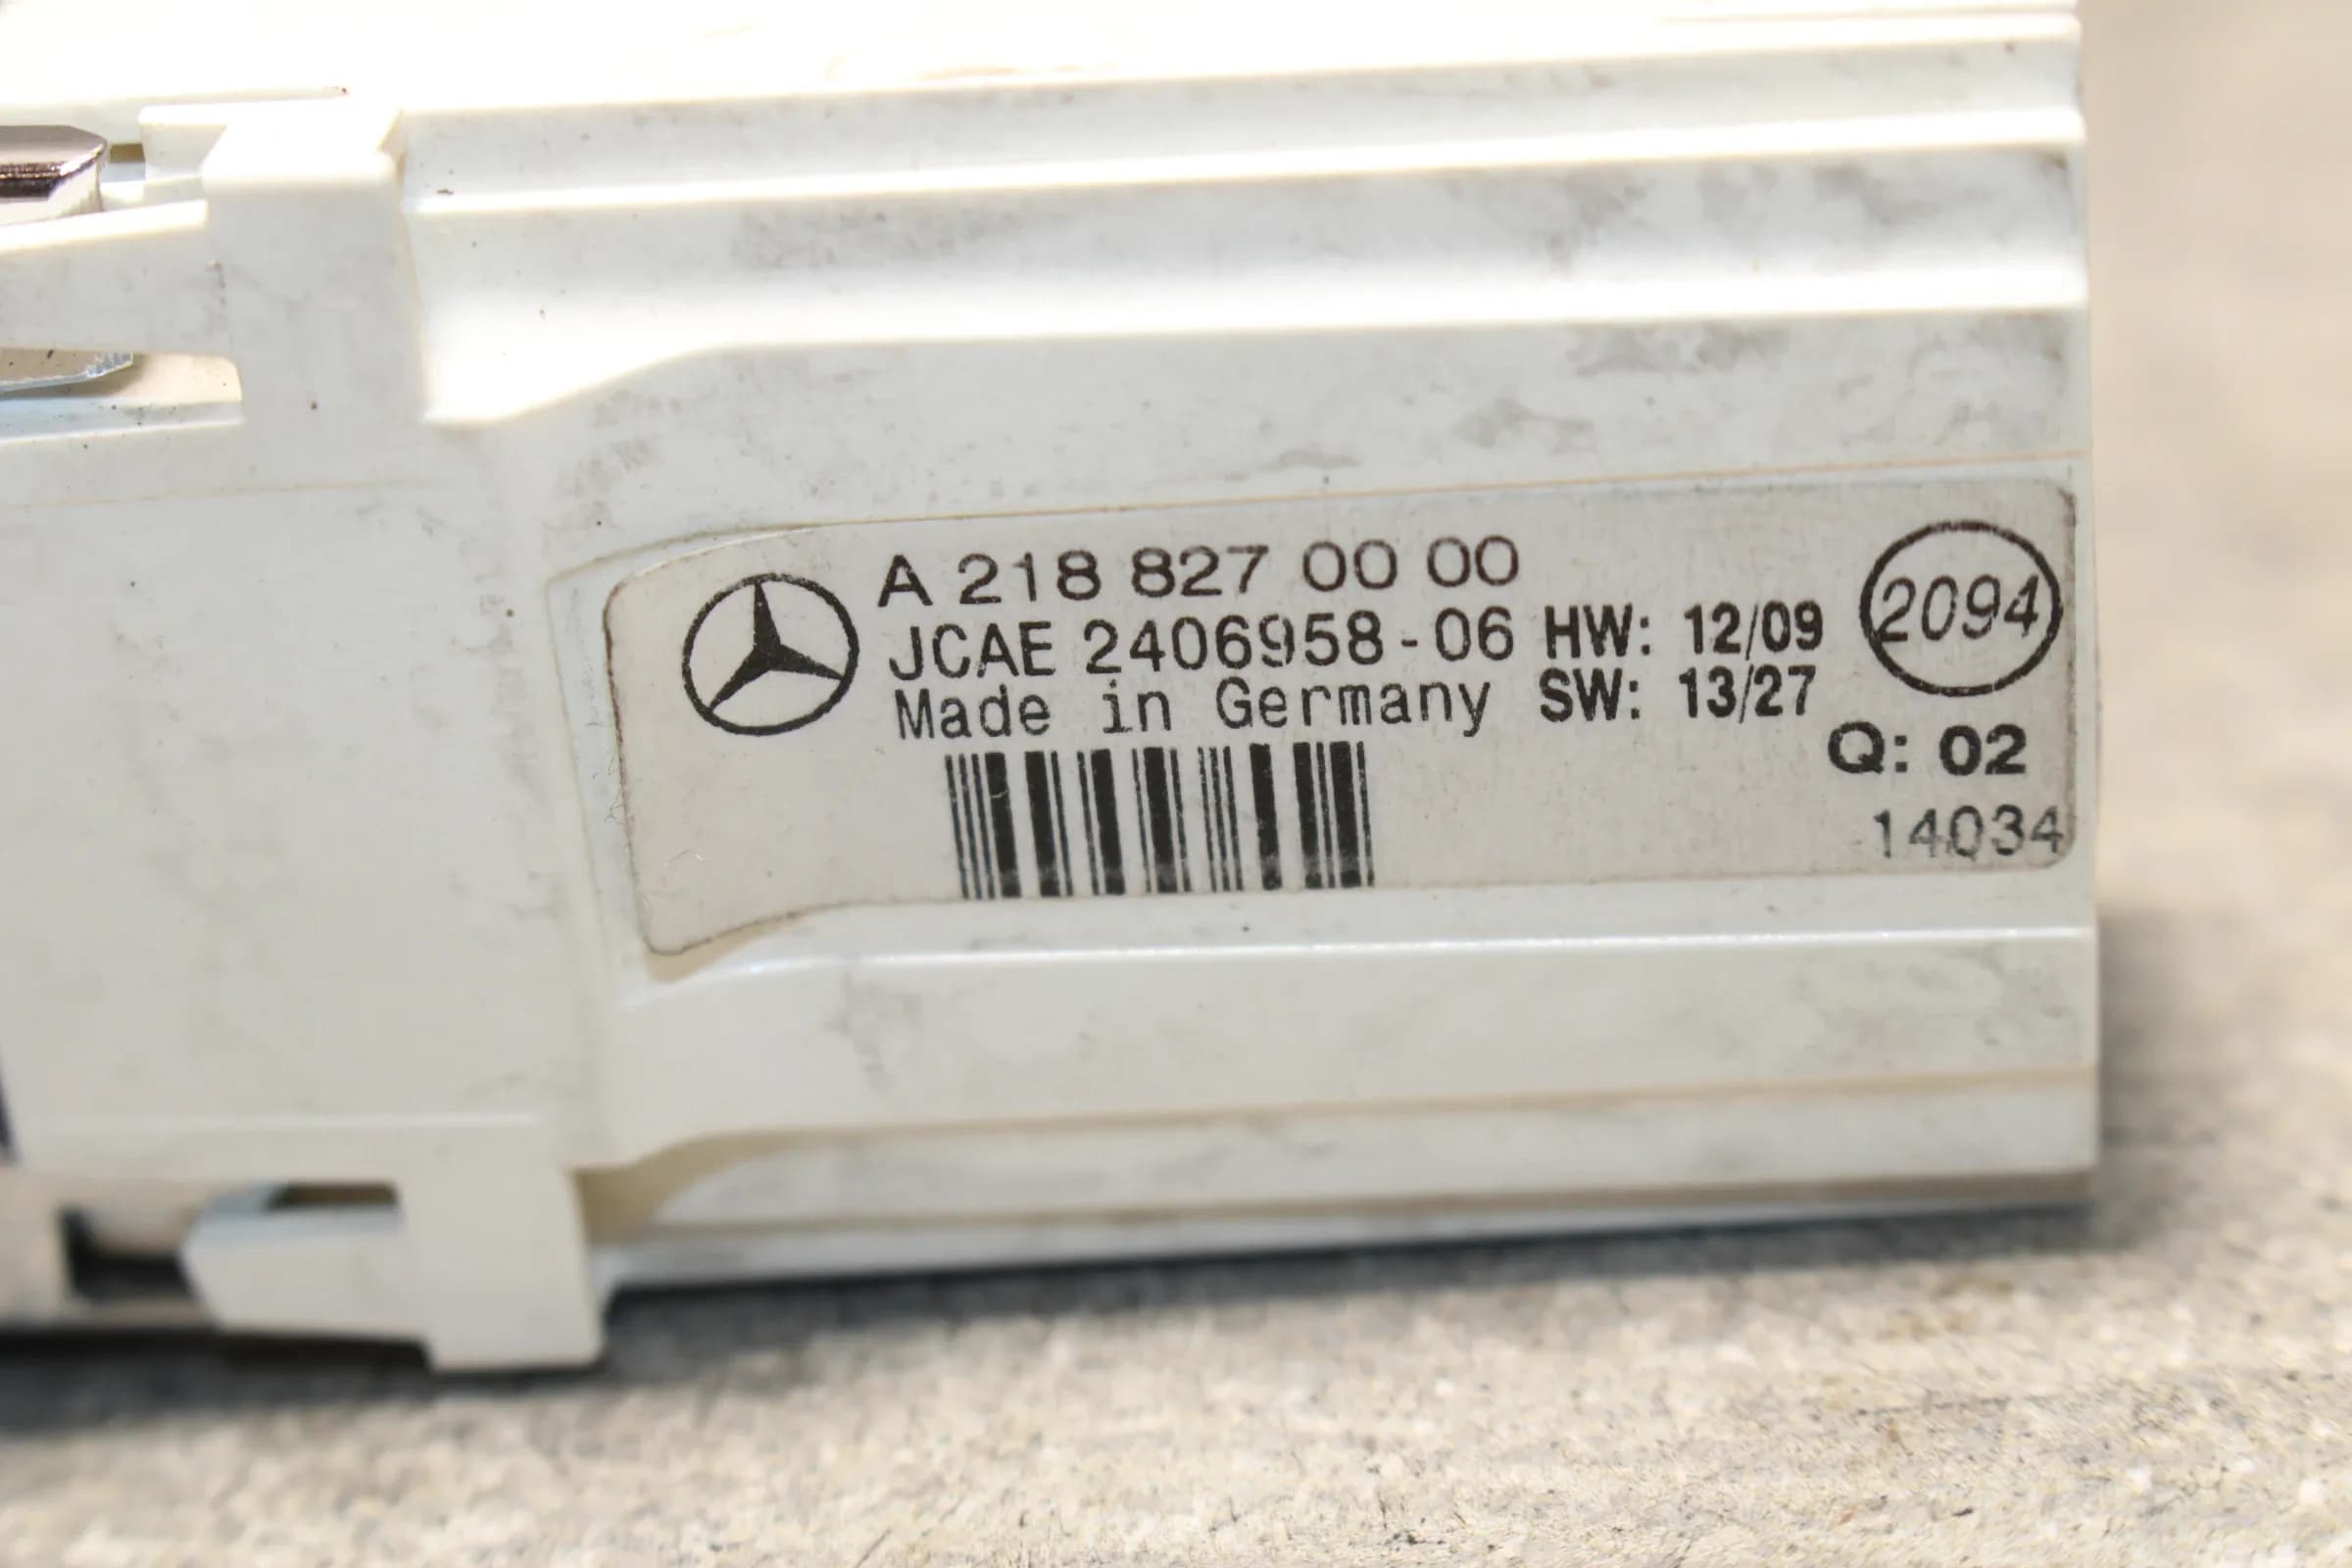 A 218 827 00 00
JCAE 2406958-06 HW: 12/09
Made in Germany SW: 13/27
2094
Q: 02
14034